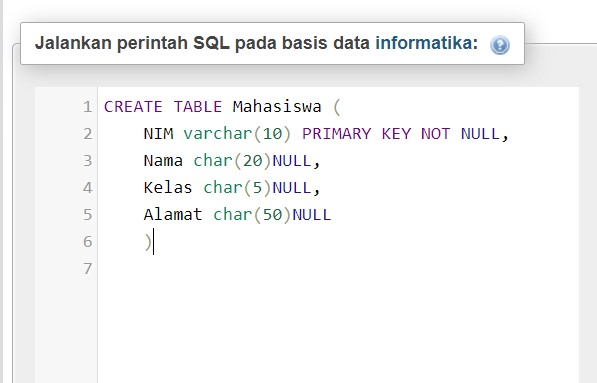 Jalankan perintah SQL pada basis data informatika:
1 CREATE TABLE Mahasiswa (
2 NIM varchar(10) PRIMARY KEY NOT NULL,
3 Nama char(20)NULL,
4 Kelas char(5)NULL,
5 Alamat char(50)NULL
6 )
7